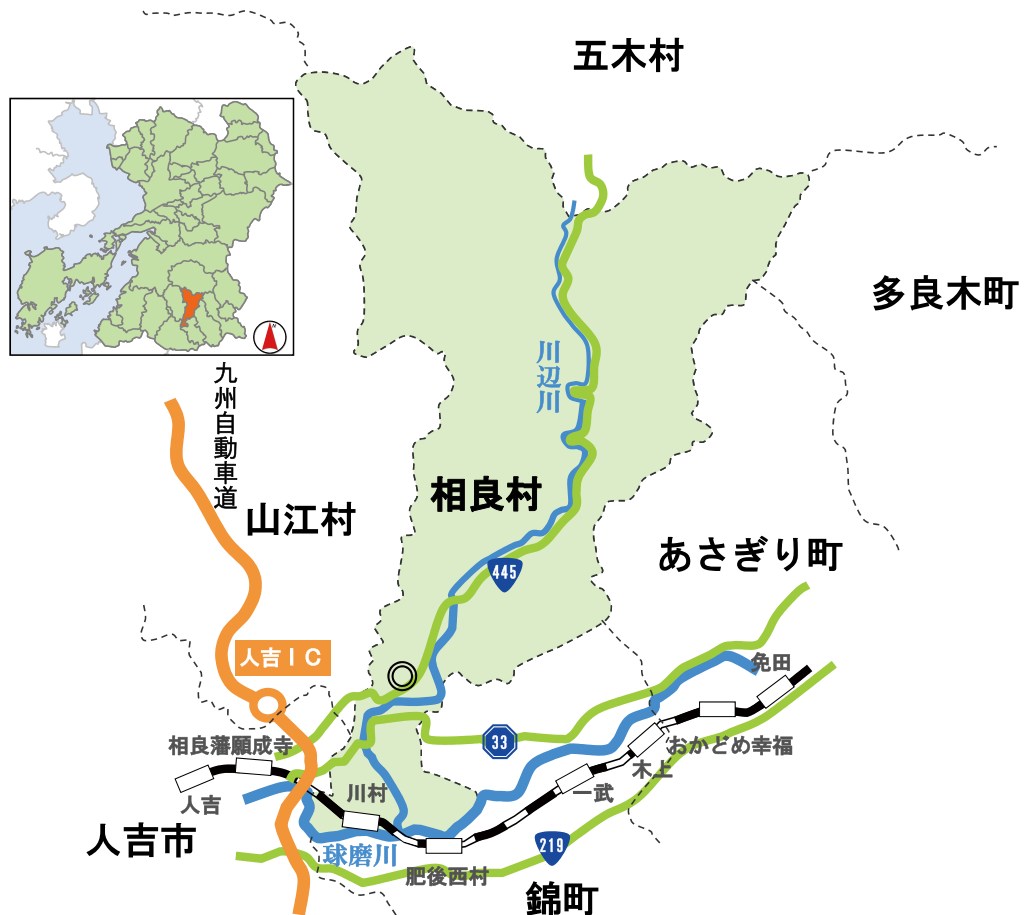 五木村
多良木町
九州自動車道
川辺川
相良村
山江村
あさぎり町
445
人吉IC
免田
33
相良藩願成寺
おかどめ幸福
木上
人吉
川村
一武
人吉市
219
球磨川
肥後西村
錦町